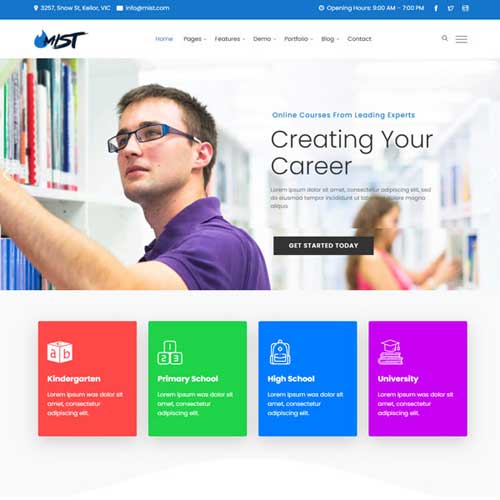 3257, Snow St, Keilor, VIC info@mist.com Opening Hours: 9:00 AM – 7:00 PM
MIST Home Pages Features Demo Portfolio Blog Contact
Online Courses From Leading Experts
Creating Your
Career
Lorem ipsum dolor sit amet, consectetur adipiscing elit, sed do
eiusmod tempor incididunt ut labore et dolore magna
aliqua.
GET STARTED TODAY
a b
1
2 3
Kindergarten
Lorem ipsum dolor sit
amet, consectetur
adipiscing elit.
Primary School
Lorem ipsum dolor sit
amet, consectetur
adipiscing elit.
High School
Lorem ipsum dolor sit
amet, consectetur
adipiscing elit.
University
Lorem ipsum dolor sit
amet, consectetur
adipiscing elit.